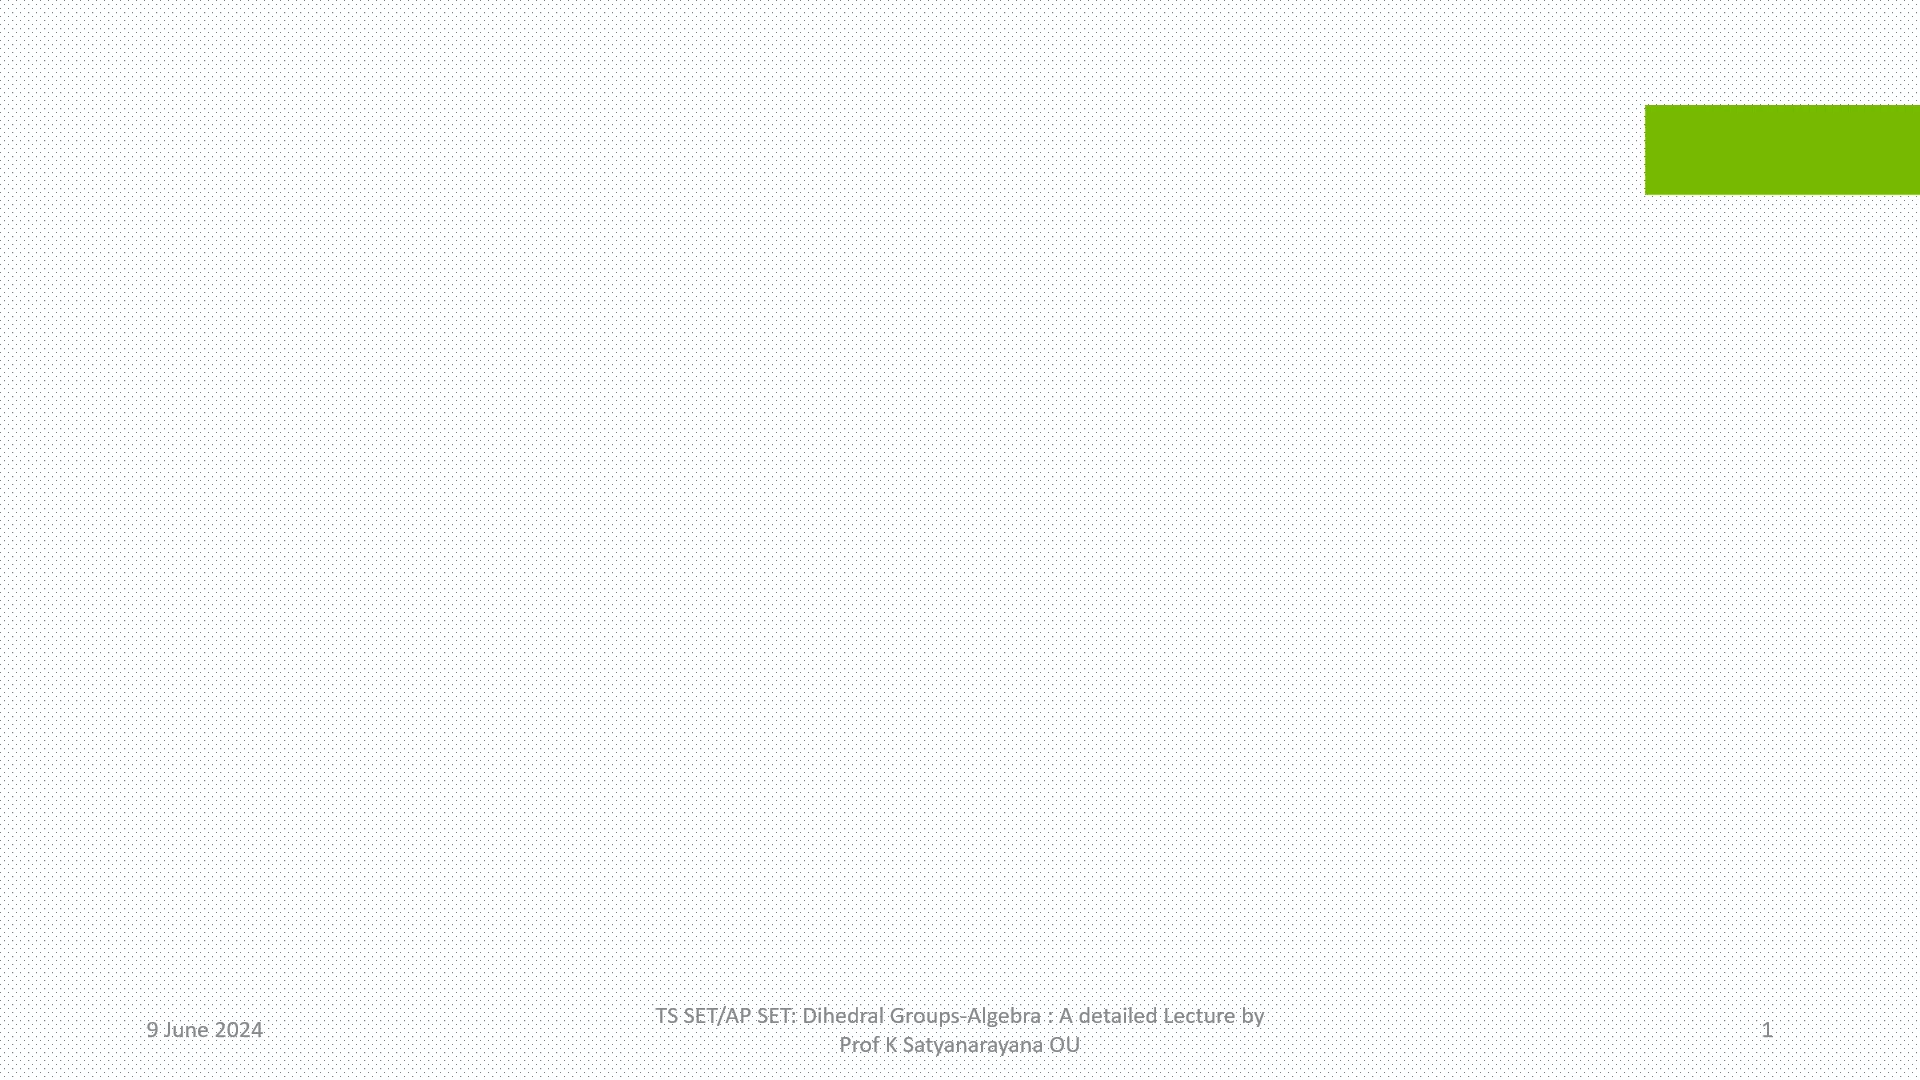 9 June 2024
TS SET/AP SET: Dihedral Groups-Algebra : A detailed Lecture by
Prof K Satyanarayana OU
1